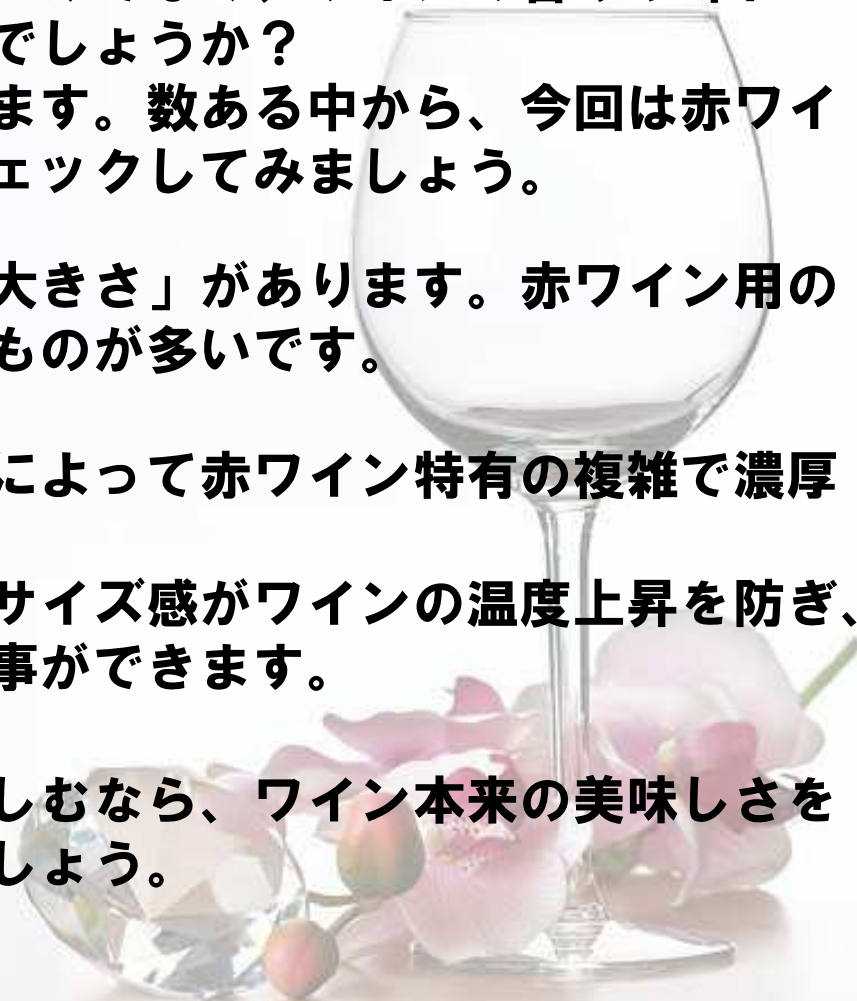 でしょうか？
ます。数ある中から、今回は赤ワイ
ェックしてみましょう。
大きさ」があります。赤ワイン用の
ものが多いです。
によって赤ワイン特有の複雑で濃厚
サイズ感がワインの温度上昇を防ぎ、
事ができます。
しむなら、ワイン本来の美味しさを
しょう。